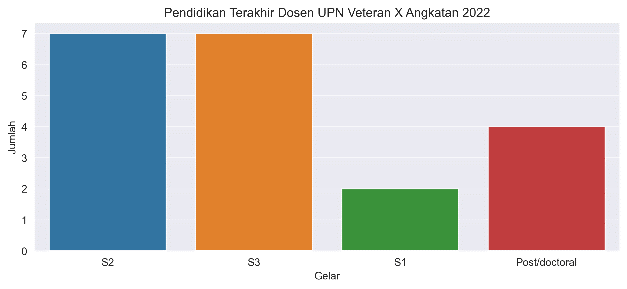 Pendidikan Terakhir Dosen UPN Veteran X Angkatan 2022
7
6
5
4
3
2
1
0
Jumlah
S2 S3 S1 Post/doctoral
Gelar